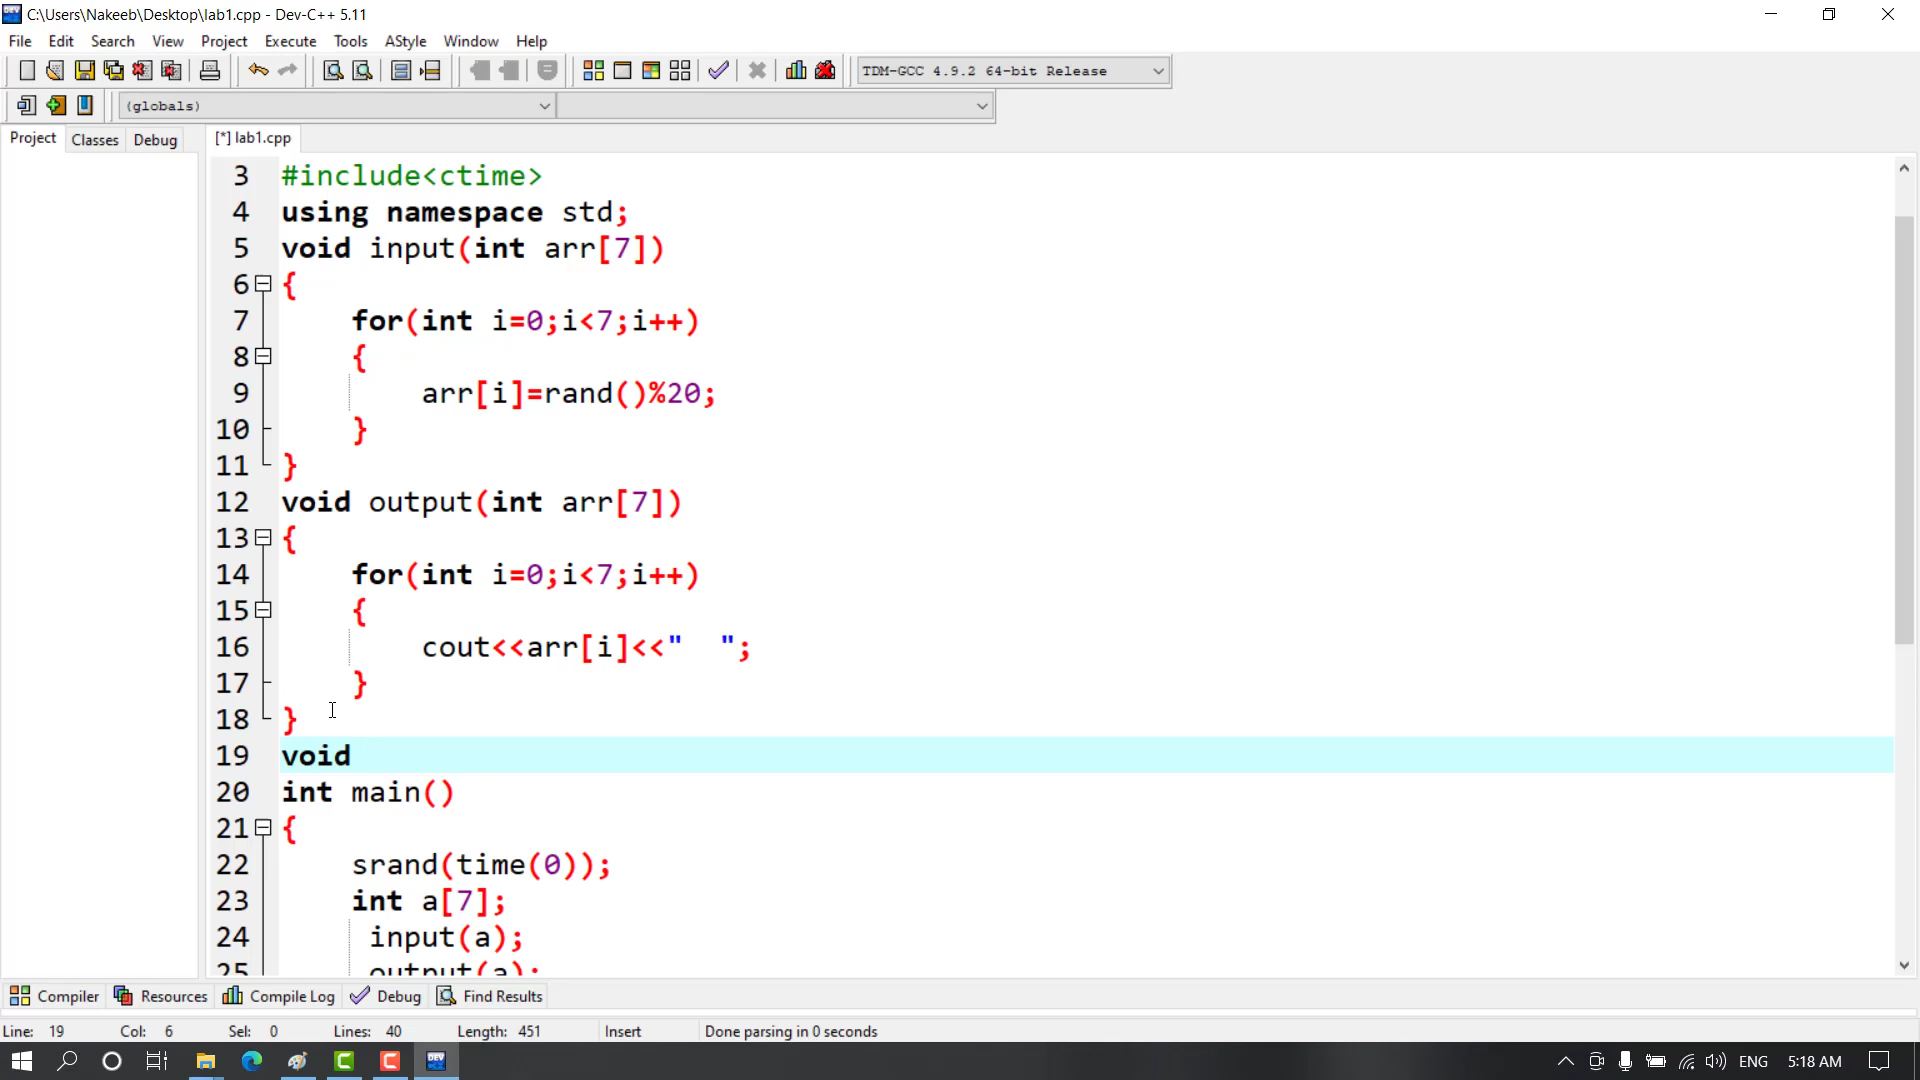 C:\Users\Nakeeb\Desktop\lab1.cpp - Dev-C++ 5.11
File Edit Search View Project Execute Tools AStyle Window Help
TDM-GCC 4.9.2 64-bit Release
(globals)
Project Classes Debug [*] lab1.cpp
3 #include<ctime>
4 using namespace std;
5 void input(int arr[7])
6 {
7 for(int i=0;i<7;i++)
8 {
9 arr[i]=rand()%20;
10 }
11 }
12 void output(int arr[7])
13 {
14 for(int i=0;i<7;i++)
15 {
16 cout<<arr[i]<<"  ";
17 }
18 }
19 void
20 int main()
21 {
22 srand(time(0));
23 int a[7];
24 input(a);
25 output(a);
Compiler Resources Compile Log Debug Find Results
Line: 19 Col: 6 Sel: 0 Lines: 40 Length: 451 Insert Done parsing in 0 seconds
DEV ENG 5:18 AM